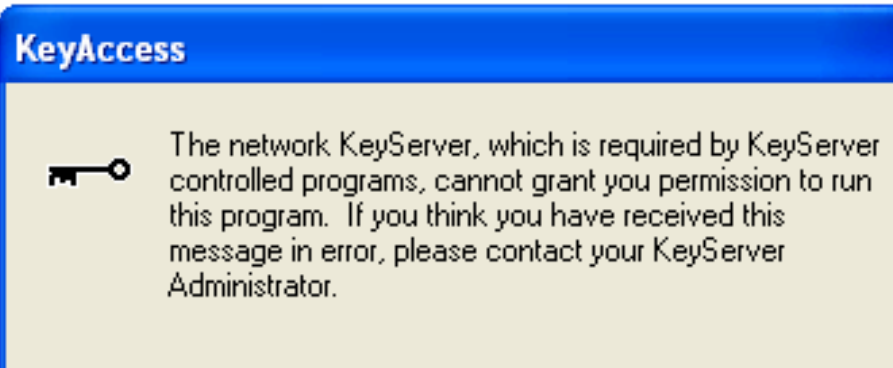 KeyAccess
The network KeyServer, which is required by KeyServer
controlled programs, cannot grant you permission to run
this program.  If you think you have received this
message in error, please contact your KeyServer
Administrator.